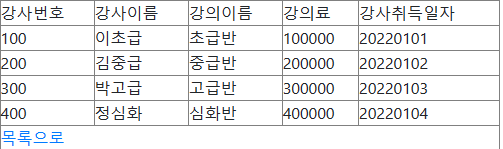 강사번호 강사이름 강의이름 강의료 강사취득일자
100 이초급 초급반 100000 20220101
200 김중급 중급반 200000 20220102
300 박고급 고급반 300000 20220103
400 정심화 심화반 400000 20220104
목록으로